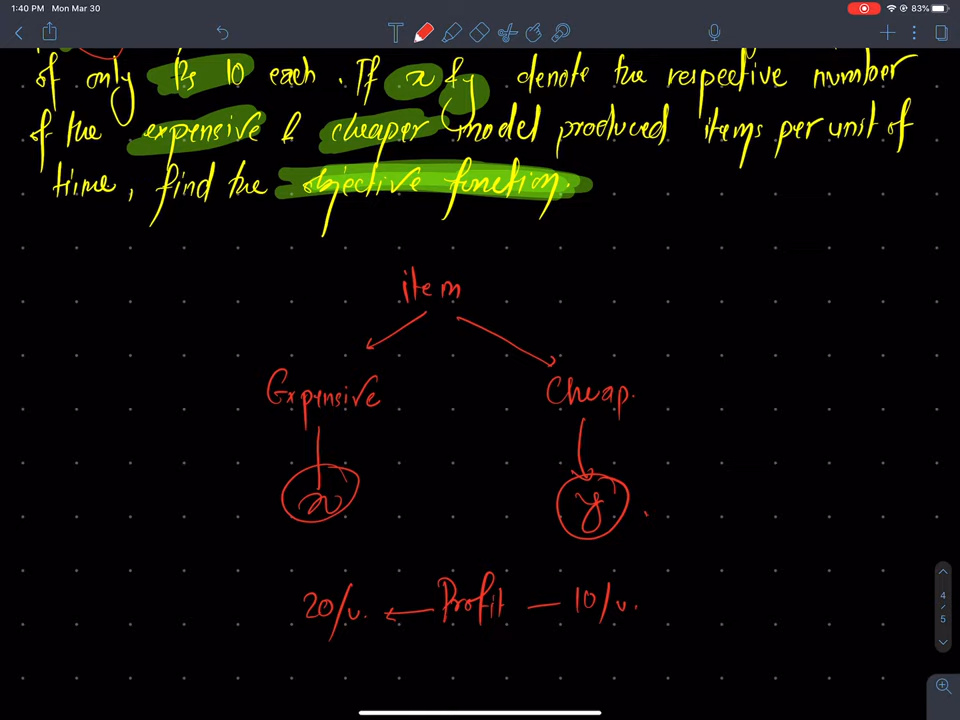 1:40 PM Mon Mar 30
83%
T
of only Rs 10 each. If x & y denote the respective number
of the expensive & cheaper model produced items per unit of
time, find the objective function.
item
Expensive Cheap.
x y
20/u. ← Profit — 10/u.
4
/
5